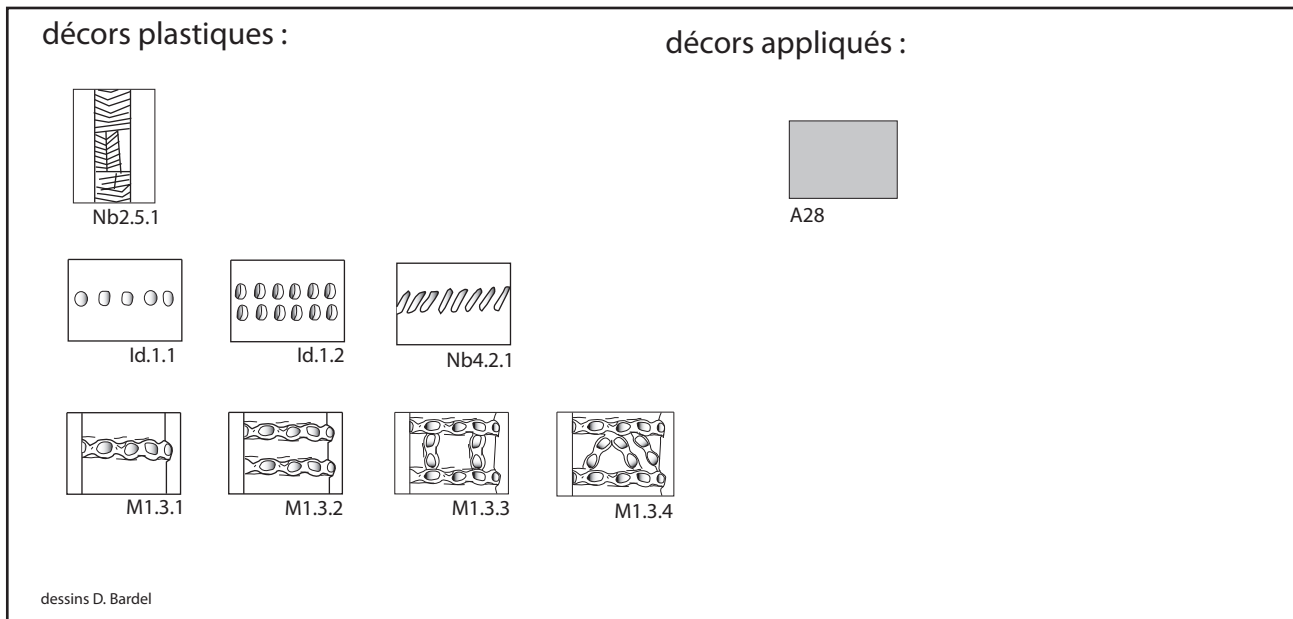 décors plastiques :
décors appliqués :
Nb2.5.1
A28
Id.1.1
Id.1.2
Nb4.2.1
M1.3.1
M1.3.2
M1.3.3
M1.3.4
dessins D. Bardel